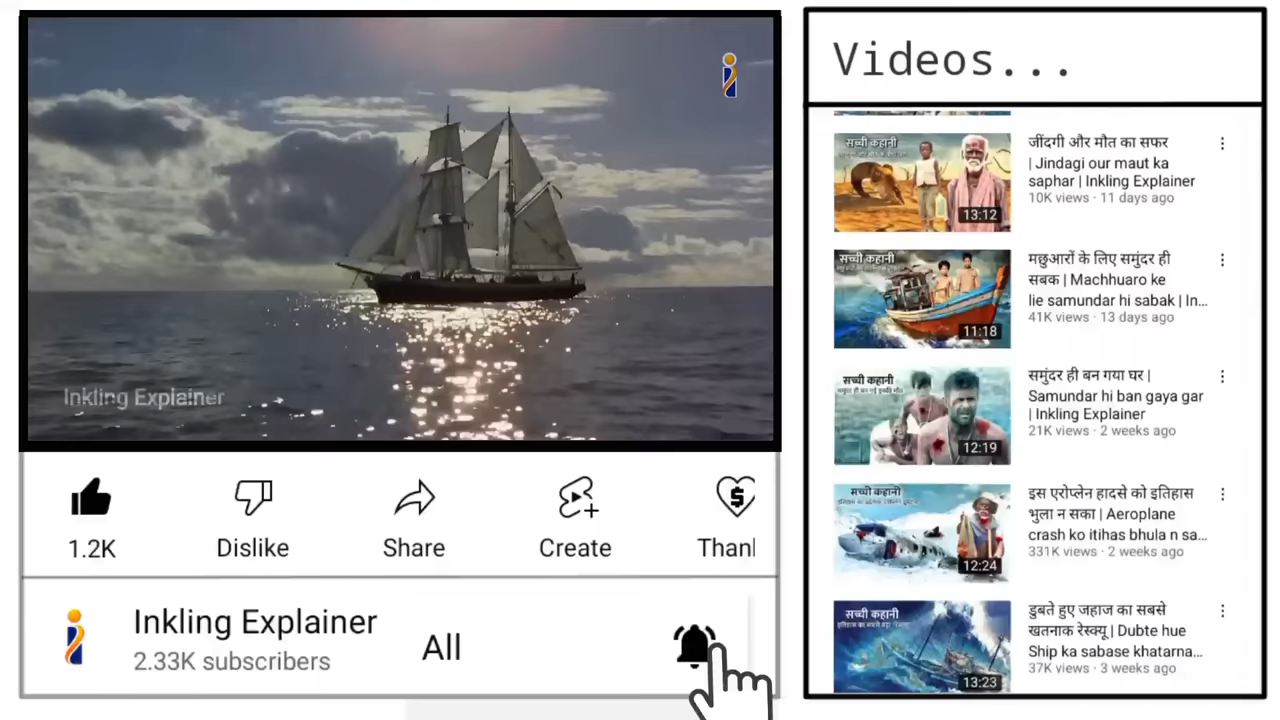 Inkling Explainer
1.2K
Dislike
Share
Create
Thanl
Inkling Explainer
2.33K subscribers
All
Videos...
सच्ची कहानी
13:12
जींदगी और मौत का सफर
| Jindagi our maut ka
saphar | Inkling Explainer
10K views · 11 days ago
सच्ची कहानी
11:18
मछुआरों के लिए समुंदर ही
सबक | Machhuaro ke
lie samundar hi sabak | In...
41K views · 13 days ago
सच्ची कहानी
12:19
समुंदर ही बन गया घर |
Samundar hi ban gaya gar
| Inkling Explainer
21K views · 2 weeks ago
सच्ची कहानी
12:24
इस एरोप्लेन हादसे को इतिहास
भुला न सका | Aeroplane
crash ko itihas bhula n sa...
331K views · 2 weeks ago
सच्ची कहानी
13:23
डुबते हुए जहाज का सबसे
खतनाक रेस्क्यू | Dubte hue
Ship ka sabase khatarna...
37K views · 3 weeks ago